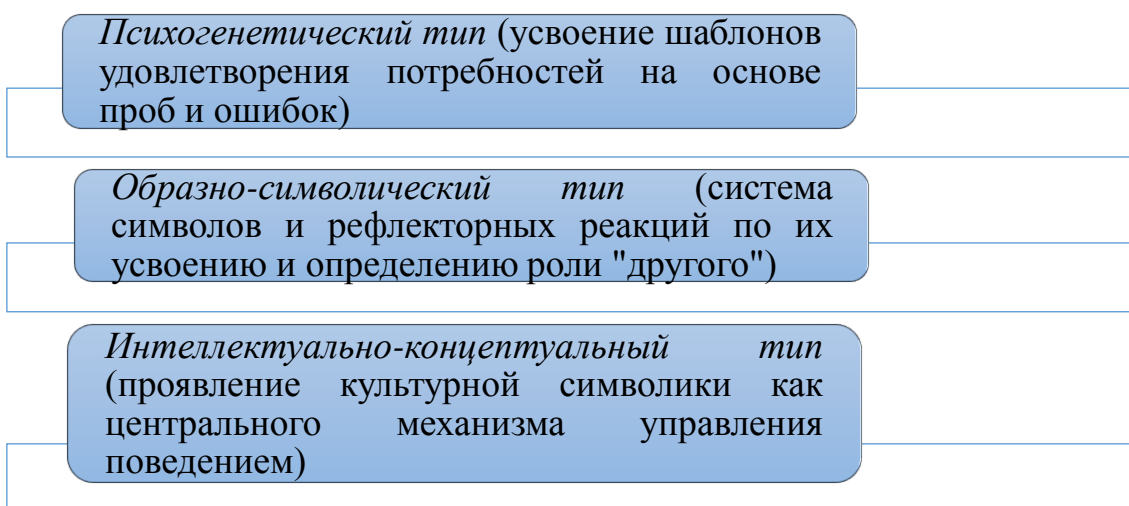 Психогенетический тип (усвоение шаблонов
удовлетворения потребностей на основе
проб и ошибок)
Образно-символический тип (система
символов и рефлекторных реакций по их
усвоению и определению роли "другого")
Интеллектуально-концептуальный тип
(проявление культурной символики как
центрального механизма управления
поведением)